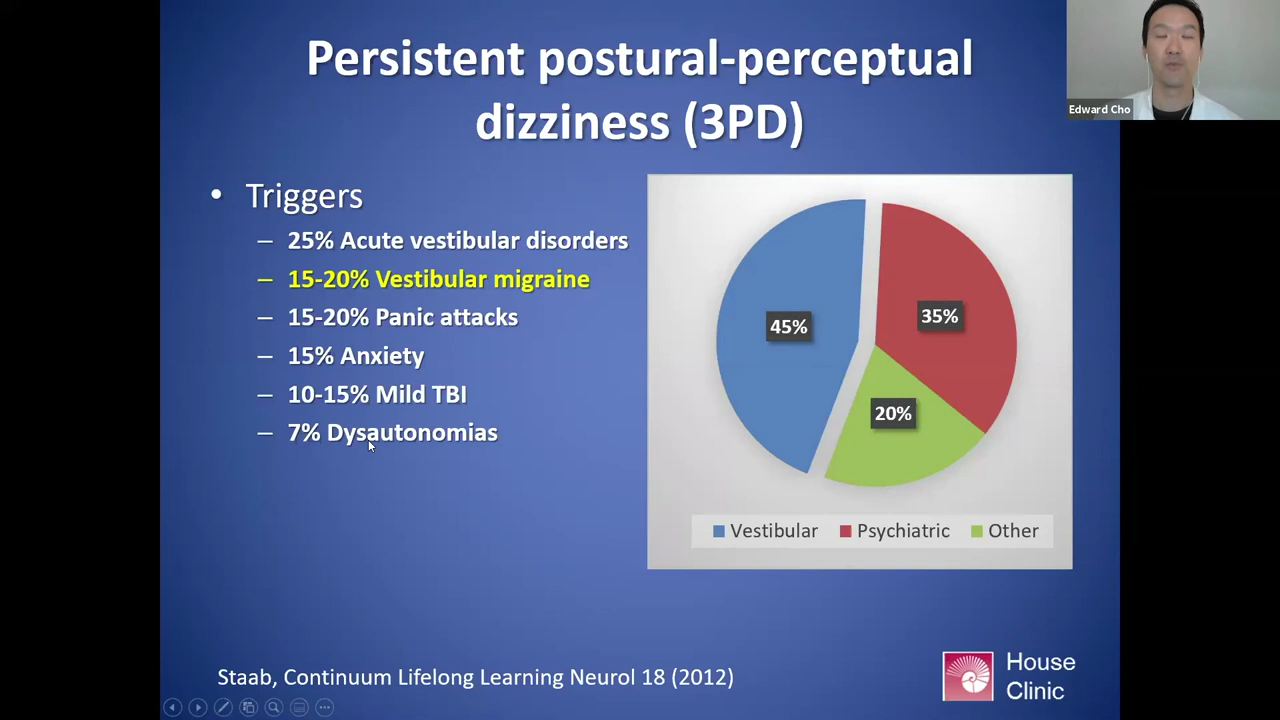 Persistent postural-perceptual
dizziness (3PD)
Edward Cho
• Triggers
– 25% Acute vestibular disorders
– 15-20% Vestibular migraine
– 15-20% Panic attacks
– 15% Anxiety
– 10-15% Mild TBI
– 7% Dysautonomias
45%
35%
20%
Vestibular Psychiatric Other
Staab, Continuum Lifelong Learning Neurol 18 (2012)
House
Clinic